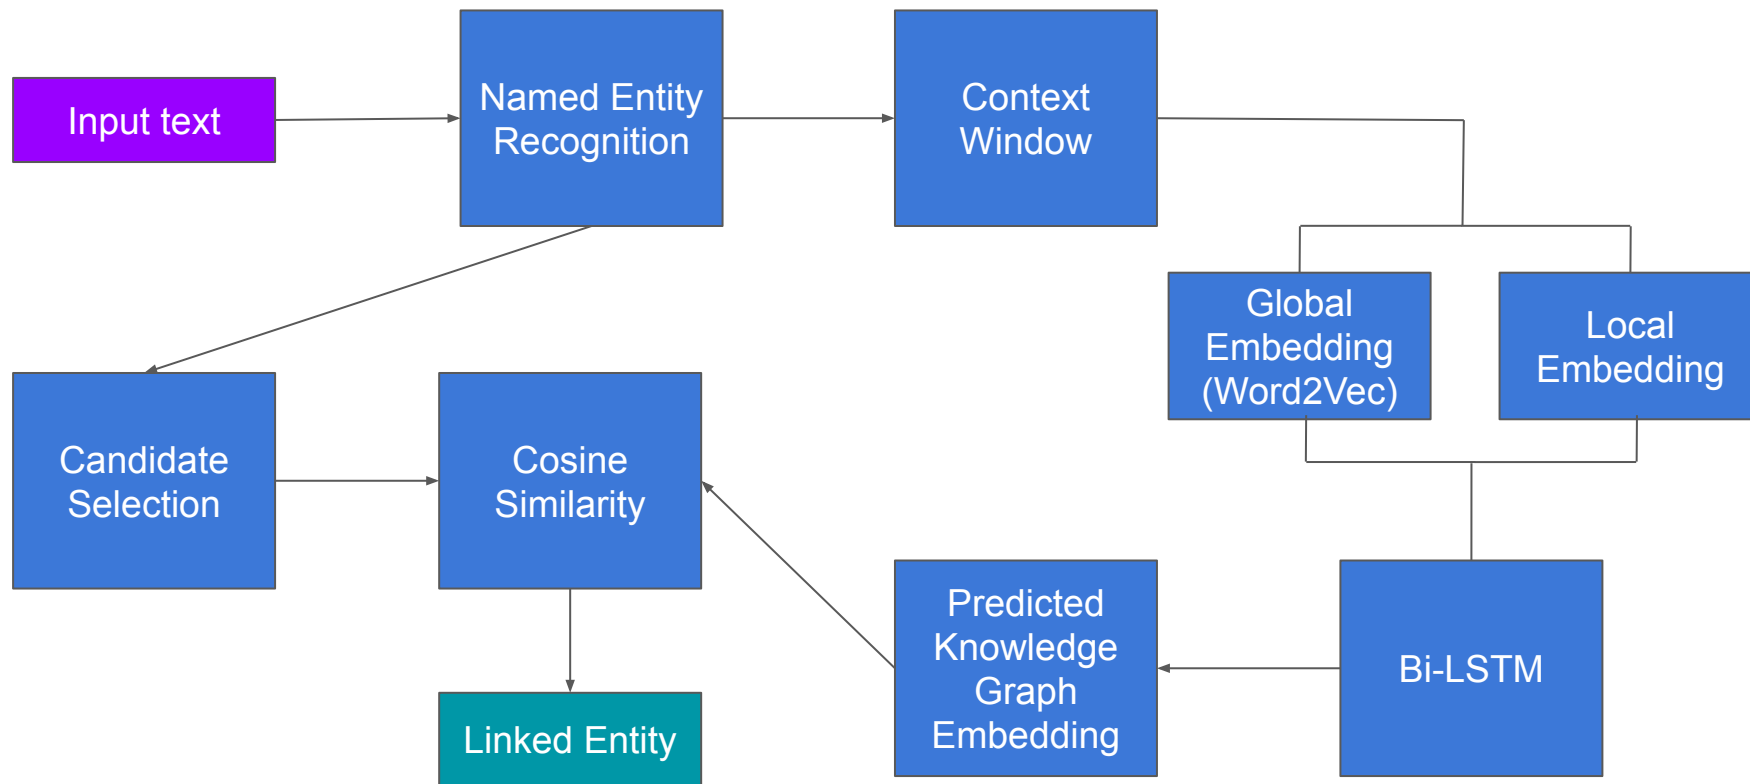 Input text
Named Entity
Recognition
Context
Window
Global
Embedding
(Word2Vec)
Local
Embedding
Candidate
Selection
Cosine
Similarity
Predicted
Knowledge
Graph
Embedding
Bi-LSTM
Linked Entity